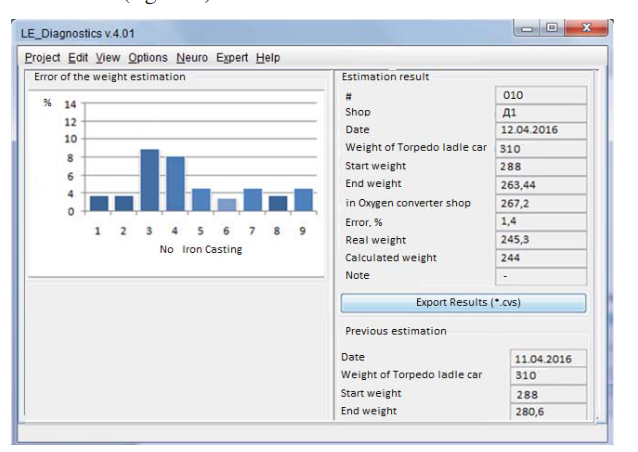 LE_Diagnostics v.4.01
Project Edit View Options Neuro Expert Help
Error of the weight estimation
%
14
12
10
8
6
4
2
0
1 2 3 4 5 6 7 8 9
No Iron Casting
Estimation result
# 010
Shop Д1
Date 12.04.2016
Weight of Torpedo ladle car 310
Start weight 288
End weight 263,44
in Oxygen converter shop 267,2
Error, % 1,4
Real weight 245,3
Calculated weight 244
Note -
Export Results (*.cvs)
Previous estimation
Date 11.04.2016
Weight of Torpedo ladle car 310
Start weight 288
End weight 280,6